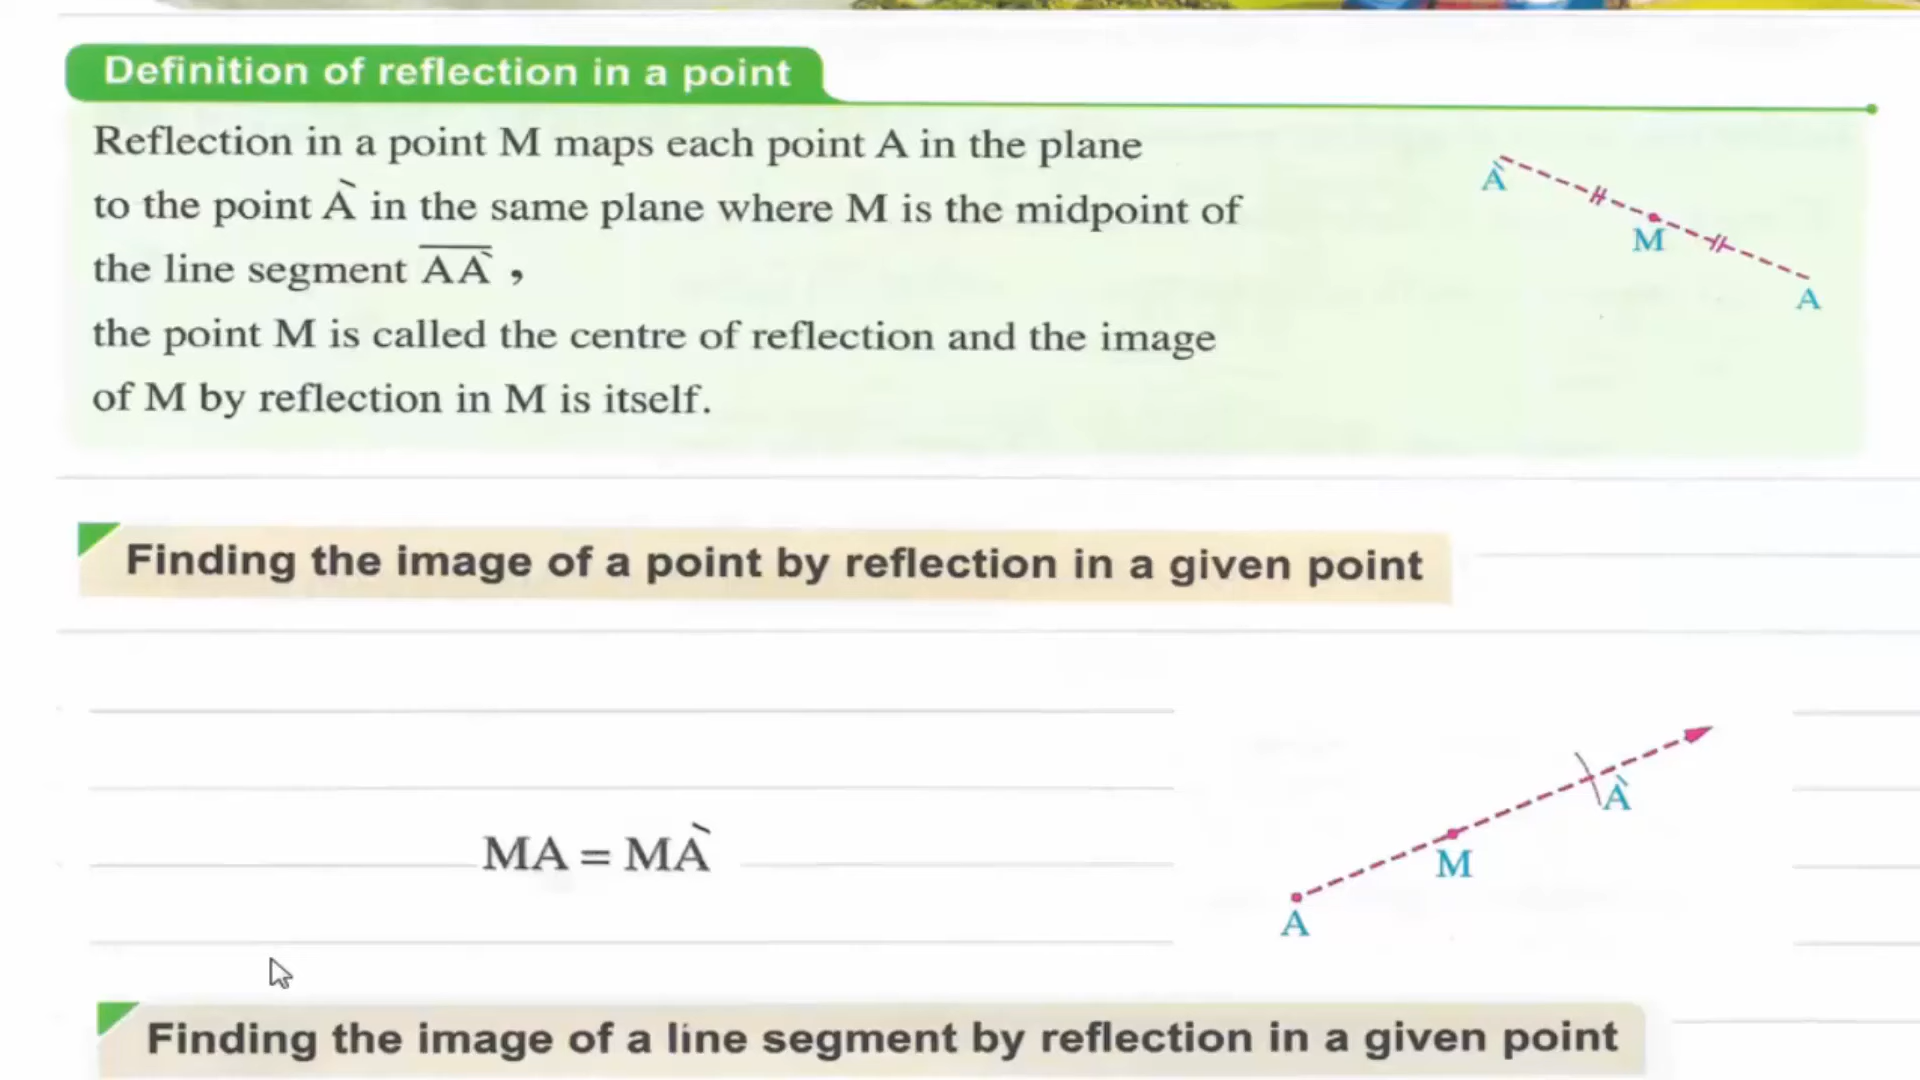 Definition of reflection in a point
Reflection in a point M maps each point A in the plane
to the point À in the same plane where M is the midpoint of
the line segment AÀ ,
the point M is called the centre of reflection and the image
of M by reflection in M is itself.
À
M
A
Finding the image of a point by reflection in a given point
MA = MÀ
À
M
A
Finding the image of a line segment by reflection in a given point